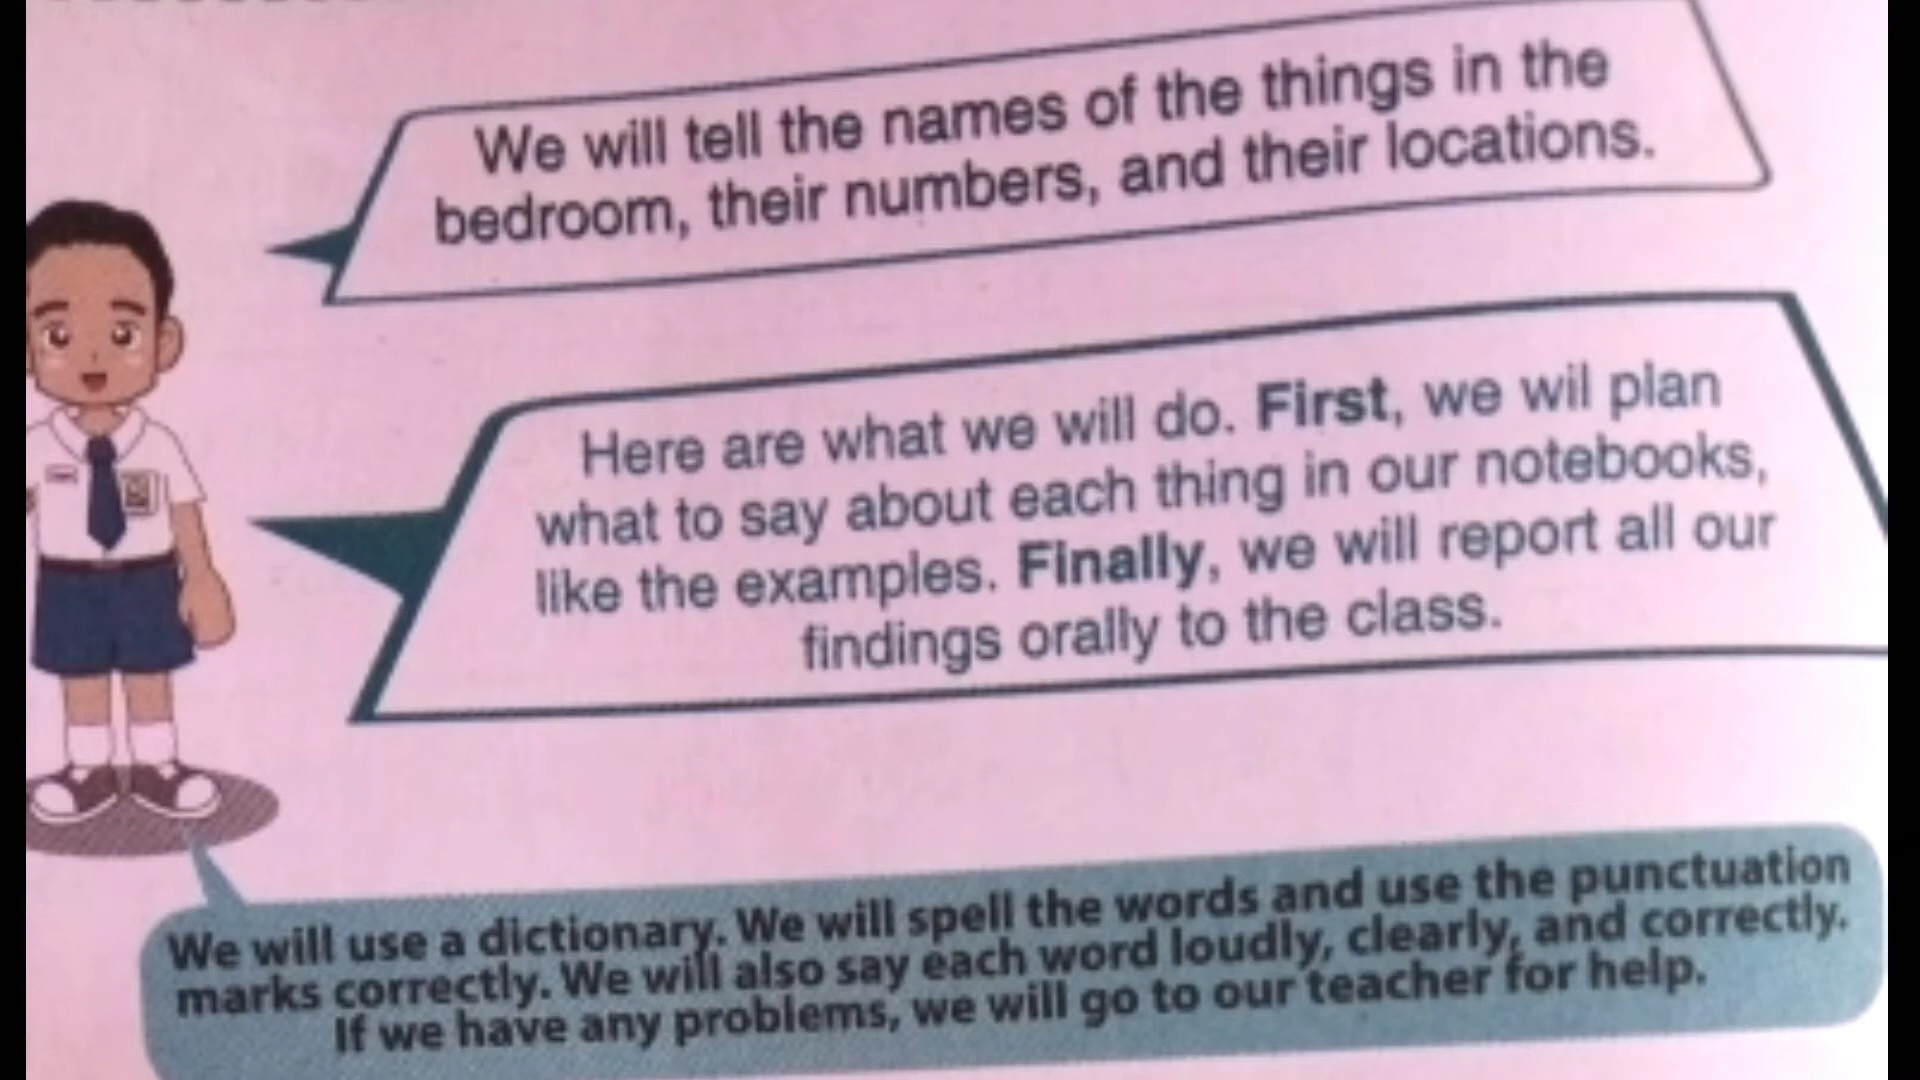 We will tell the names of the things in the
bedroom, their numbers, and their locations.
Here are what we will do. First, we wil plan
what to say about each thing in our notebooks,
like the examples. Finally, we will report all our
findings orally to the class.
We will use a dictionary. We will spell the words and use the punctuation
marks correctly. We will also say each word loudly, clearly, and correctly.
If we have any problems, we will go to our teacher for help.